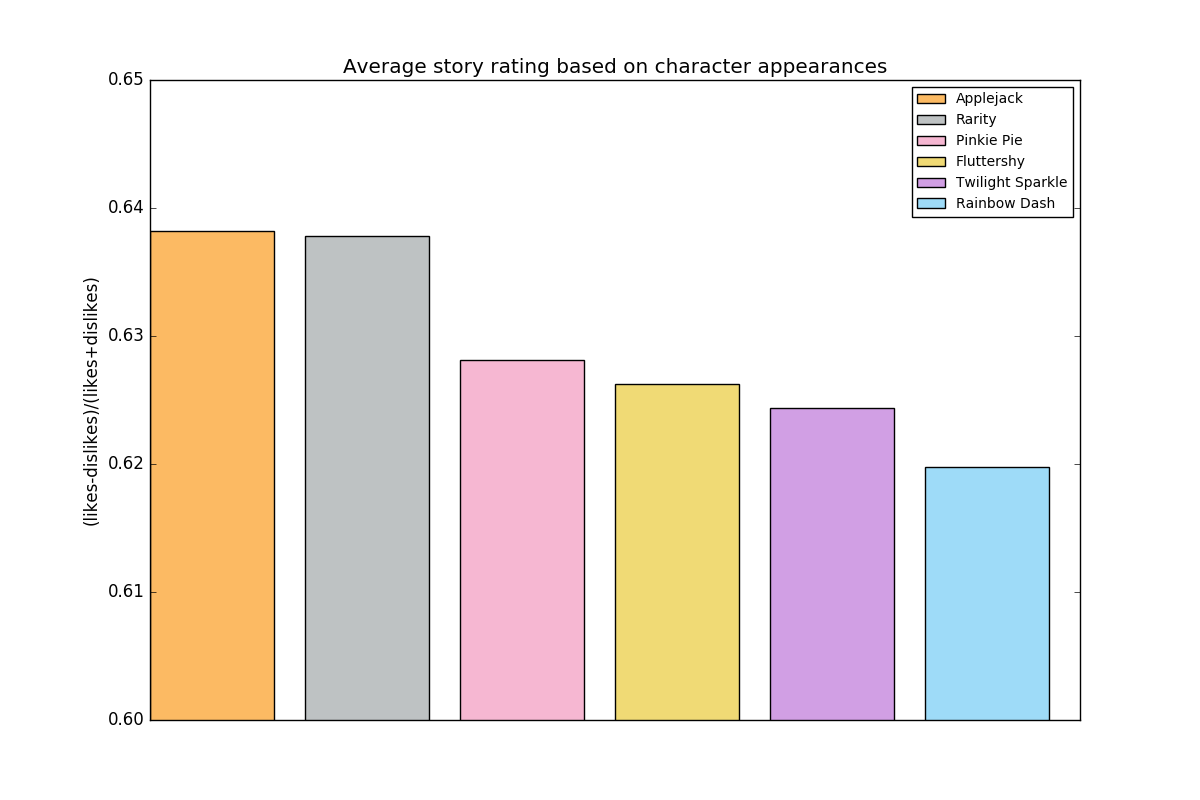 Average story rating based on character appearances
0.65
0.64
0.63
0.62
0.61
0.60
(likes-dislikes)/(likes+dislikes)
Applejack
Rarity
Pinkie Pie
Fluttershy
Twilight Sparkle
Rainbow Dash